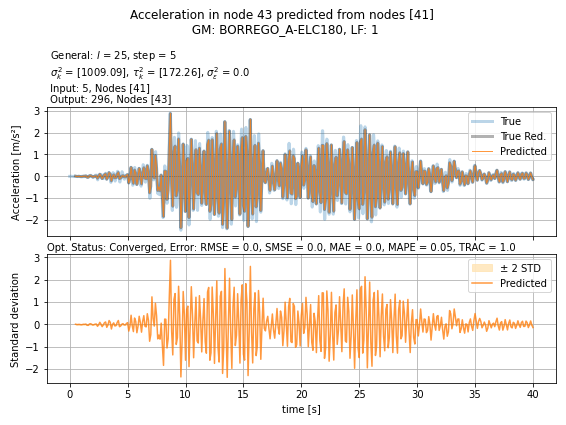 Acceleration in node 43 predicted from nodes [41]
GM: BORREGO_A-ELC180, LF: 1
General: l = 25, step = 5
σ²ₖ = [1009.09], τ²ₖ = [172.26], σ²ε = 0.0
Input: 5, Nodes [41]
Output: 296, Nodes [43]
Acceleration [m/s²]
3
2
1
0
−1
−2
True
True Red.
Predicted
Opt. Status: Converged, Error: RMSE = 0.0, SMSE = 0.0, MAE = 0.0, MAPE = 0.05, TRAC = 1.0
Standard deviation
3
2
1
0
−1
−2
± 2 STD
Predicted
0 5 10 15 20 25 30 35 40
time [s]